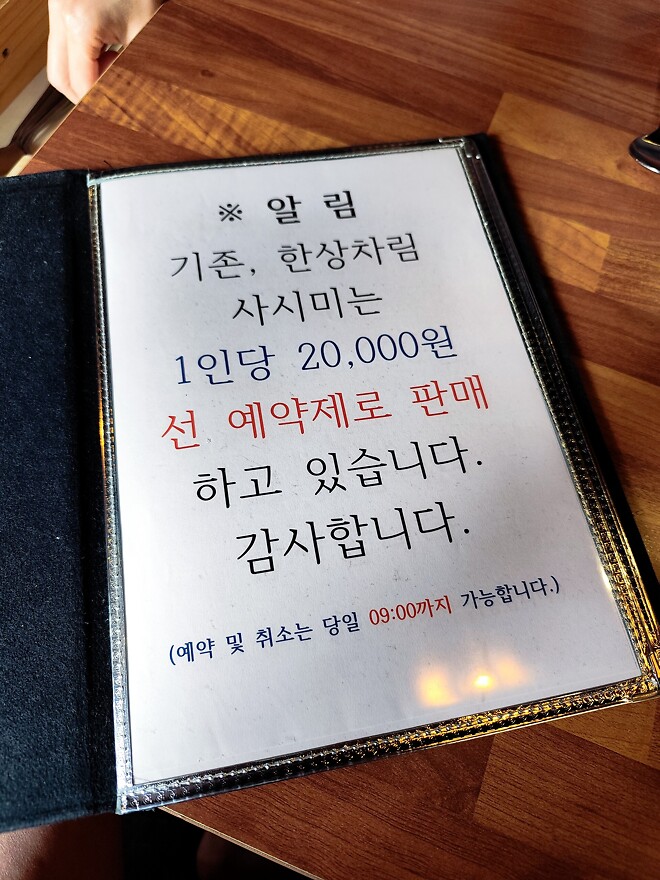 ※ 알 림
기존, 한상차림
사시미는
1인당 20,000원
선 예약제로 판매
하고 있습니다.
감사합니다.
(예약 및 취소는 당일 09:00까지 가능합니다.)